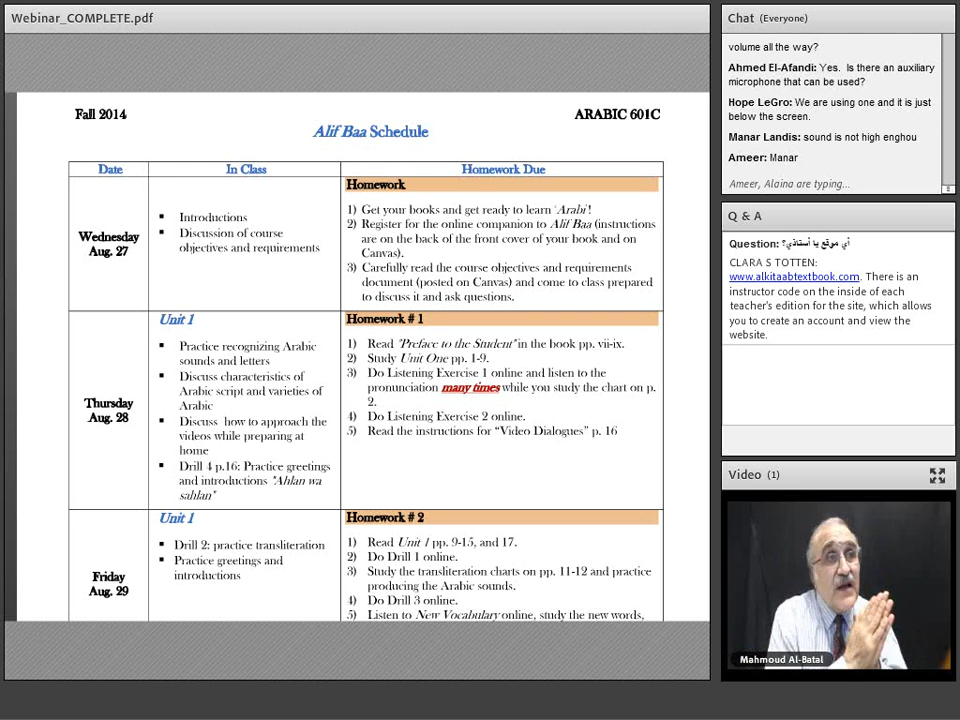 Webinar_COMPLETE.pdf
Fall 2014
ARABIC 601C
Alif Baa Schedule
Date
In Class
Homework Due
Wednesday
Aug. 27
▪ Introductions
▪ Discussion of course
objectives and requirements
Homework
1) Get your books and get ready to learn ‘Arabi’!
2) Register for the online companion to Alif Baa (instructions
are on the back of the front cover of your book and on
Canvas).
3) Carefully read the course objectives and requirements
document (posted on Canvas) and come to class prepared
to discuss it and ask questions.
Thursday
Aug. 28
Unit 1
▪ Practice recognizing Arabic
sounds and letters
▪ Discuss characteristics of
Arabic script and varieties of
Arabic
▪ Discuss how to approach the
videos while preparing at
home
▪ Drill 4 p.16: Practice greetings
and introductions "Ahlan wa
sahlan"
Homework # 1
1) Read "Preface to the Student" in the book pp. vii-ix.
2) Study Unit One pp. 1-9.
3) Do Listening Exercise 1 online and listen to the
pronunciation many times while you study the chart on p.
2.
4) Do Listening Exercise 2 online.
5) Read the instructions for “Video Dialogues” p. 16
Friday
Aug. 29
Unit 1
▪ Drill 2: practice transliteration
▪ Practice greetings and
introductions
Homework # 2
1) Read Unit 1 pp. 9-15, and 17.
2) Do Drill 1 online.
3) Study the transliteration charts on pp. 11-12 and practice
producing the Arabic sounds.
4) Do Drill 3 online.
5) Listen to New Vocabulary online, study the new words,
Chat (Everyone)
volume all the way?
Ahmed El-Afandi: Yes. Is there an auxiliary
microphone that can be used?
Hope LeGro: We are using one and it is just
below the screen.
Manar Landis: sound is not high enghou
Ameer: Manar
Ameer, Alaina are typing...
Q & A
Question: أي موقع يا أستاذي؟
CLARA S TOTTEN:
www.alkitaabtextbook.com. There is an
instructor code on the inside of each
teacher's edition for the site, which allows
you to create an account and view the
website.
Video (1)
Mahmoud Al-Batal